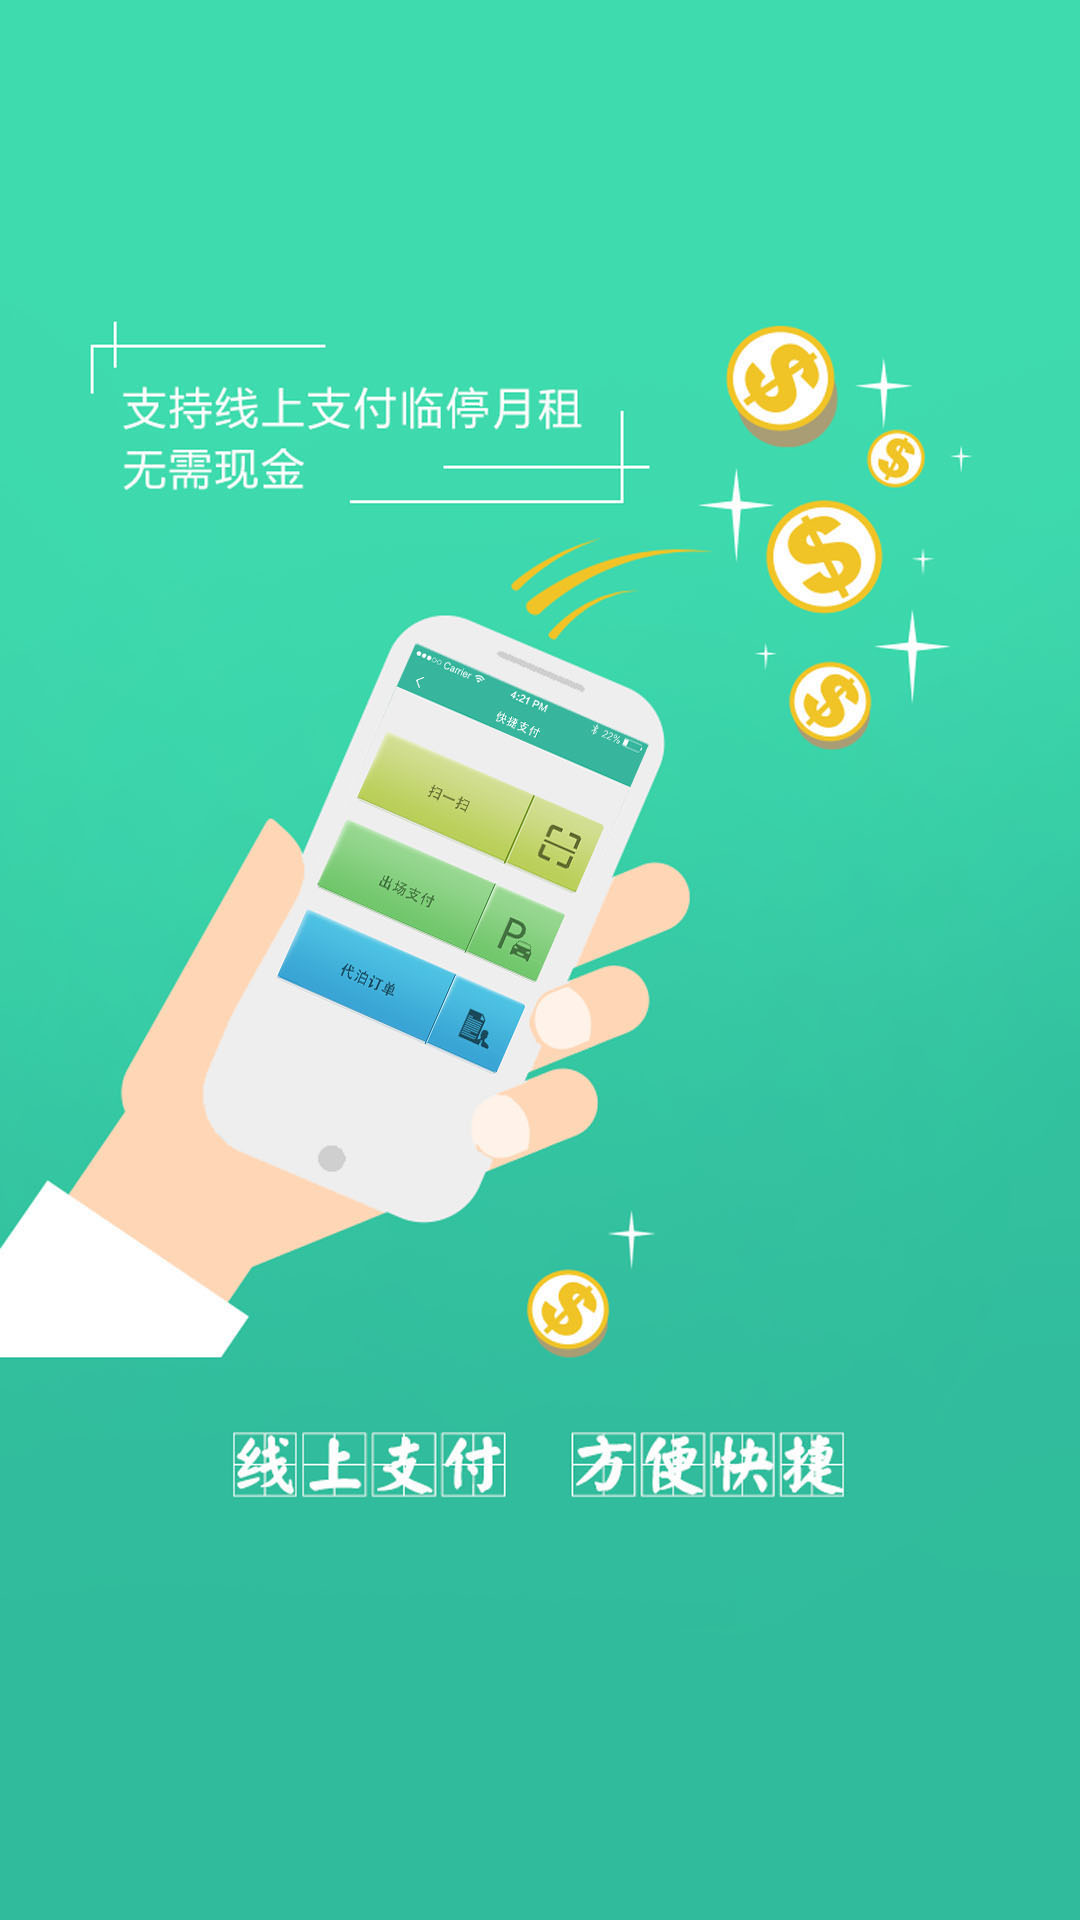 支持线上支付临停月租
无需现金
Carrier
4:21 PM
22%
快捷支付
扫一扫
出场支付
P
代泊订单
线上支付 方便快捷